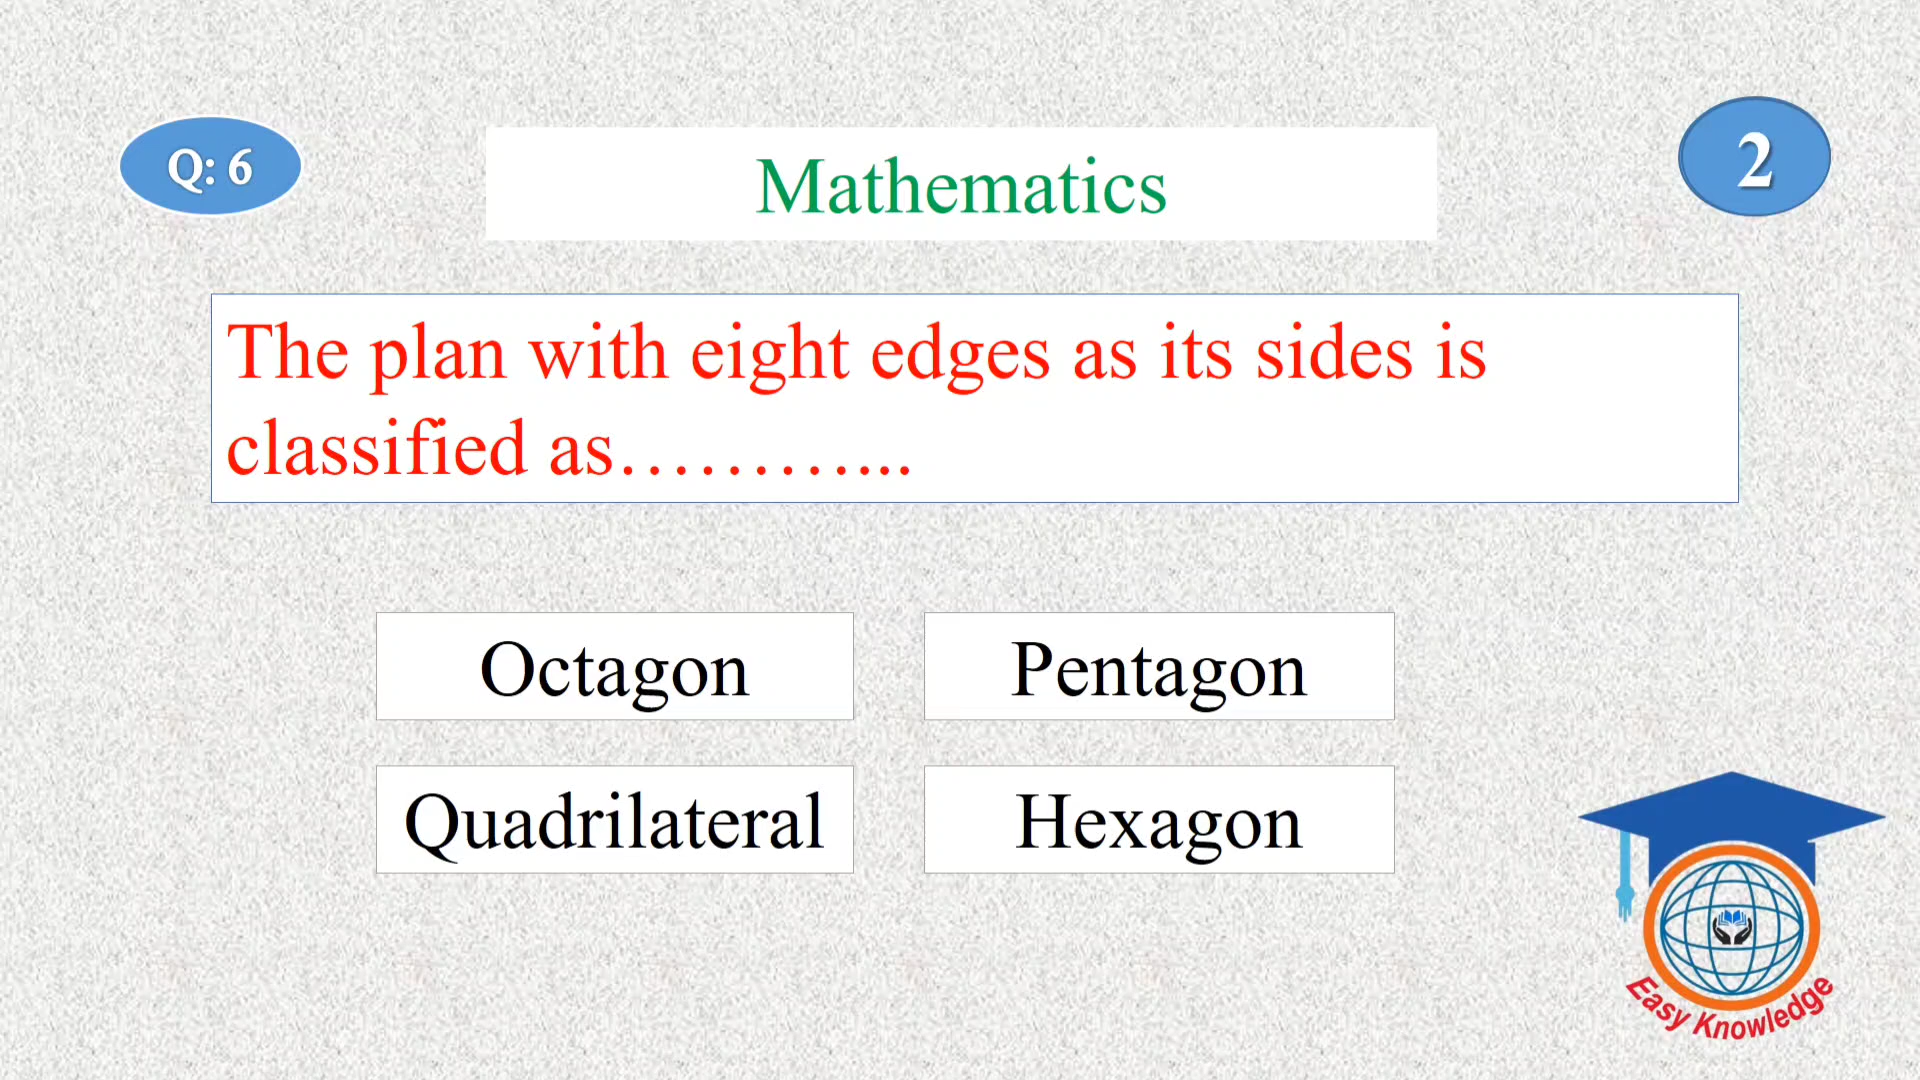 Q: 6
Mathematics
2
The plan with eight edges as its sides is
classified as…………...
Octagon
Pentagon
Quadrilateral
Hexagon
Easy Knowledge